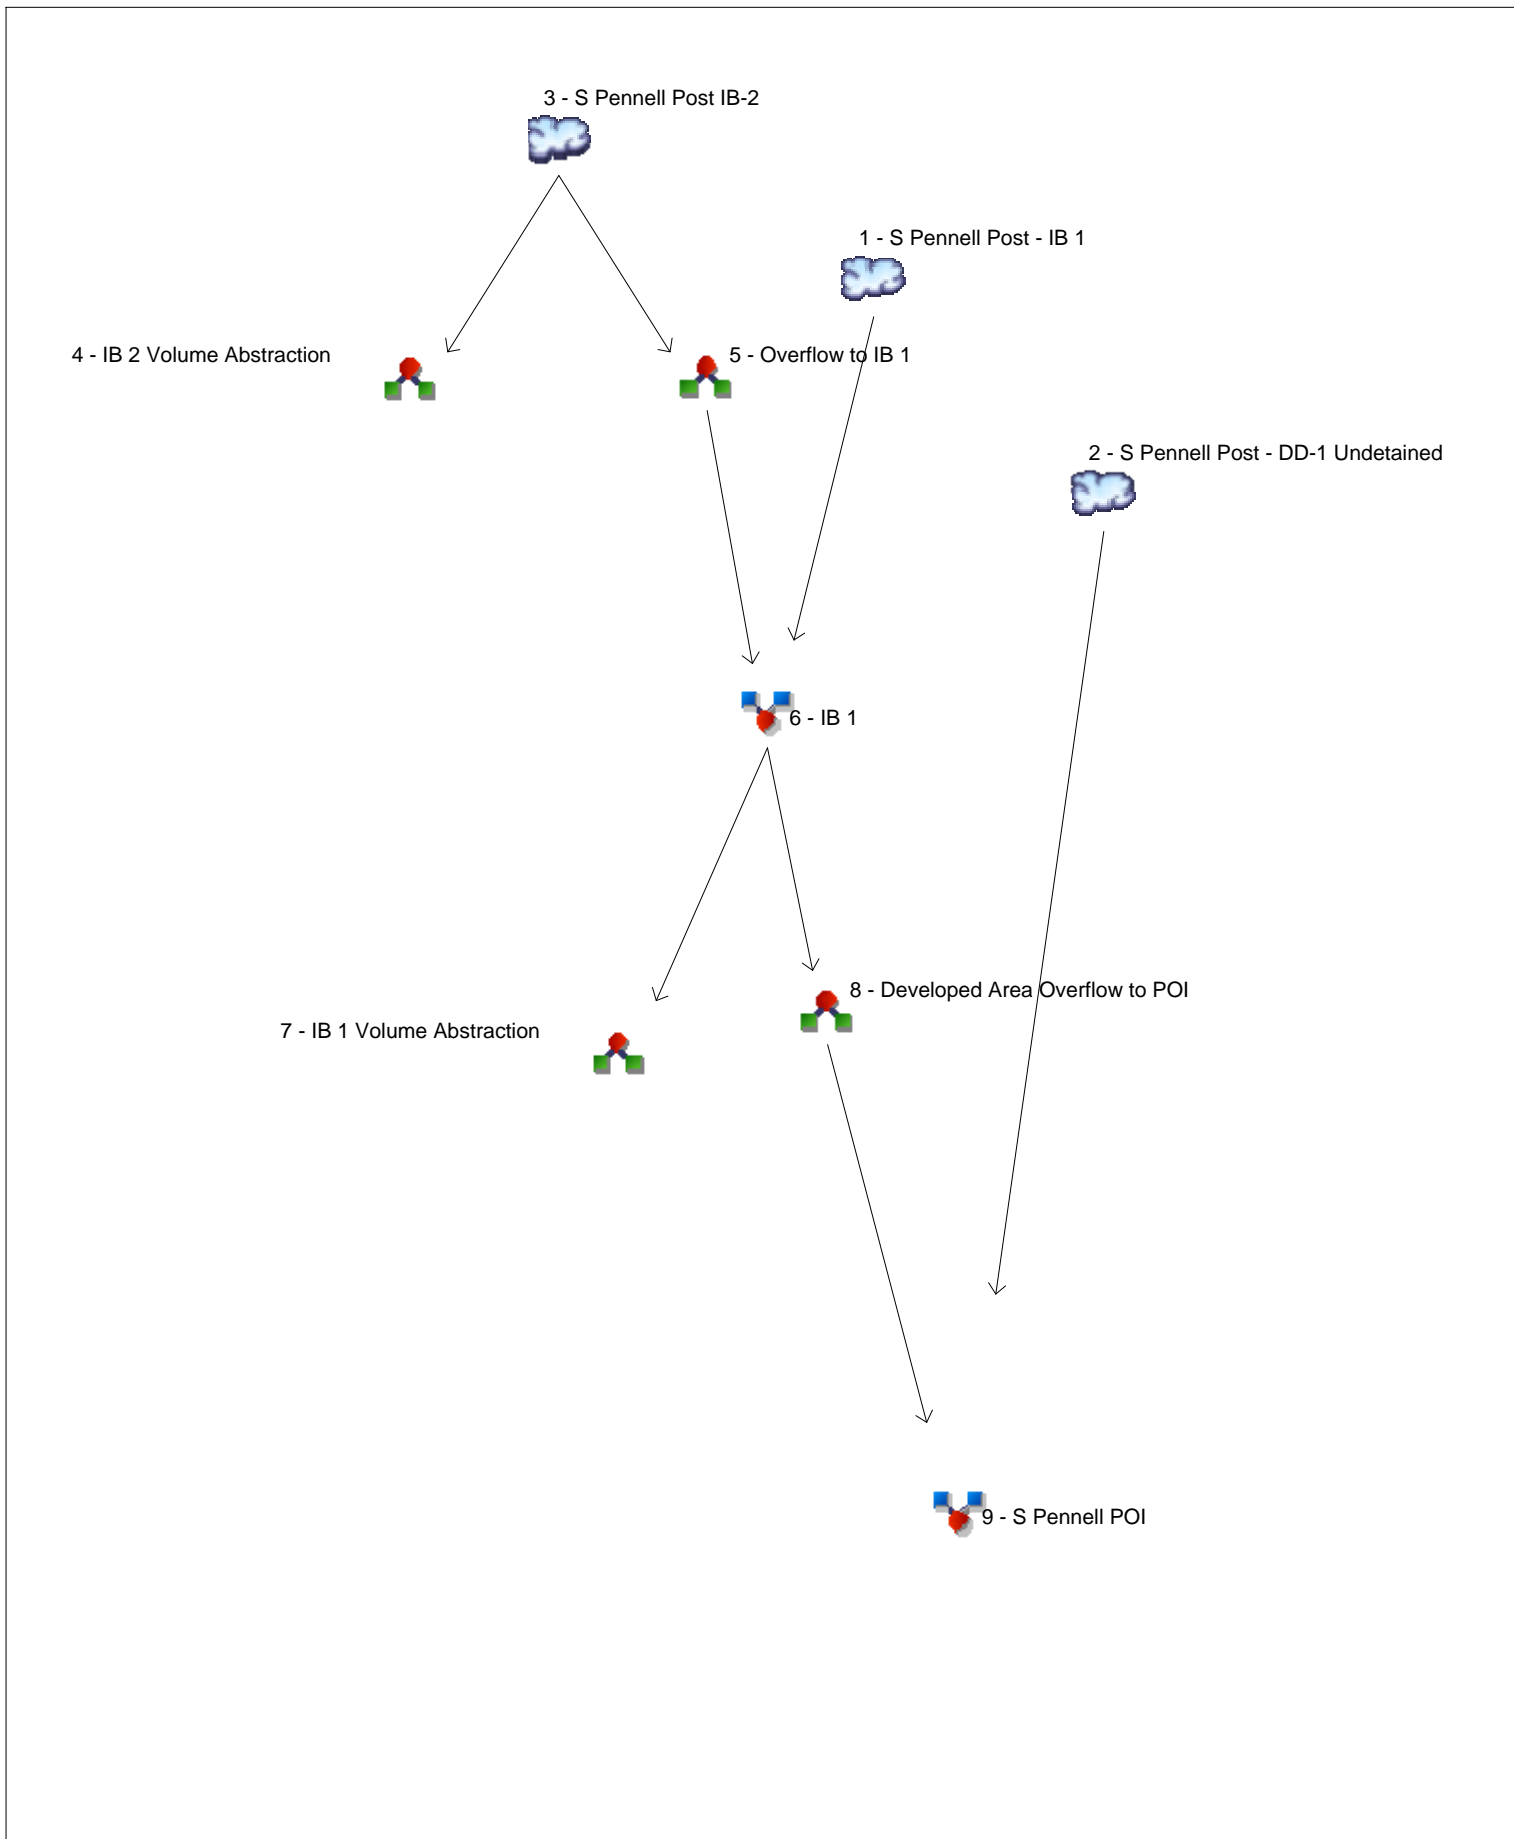 3 - S Pennell Post IB-2
1 - S Pennell Post - IB 1
4 - IB 2 Volume Abstraction
5 - Overflow to IB 1
2 - S Pennell Post - DD-1 Undetained
6 - IB 1
8 - Developed Area Overflow to POI
7 - IB 1 Volume Abstraction
9 - S Pennell POI